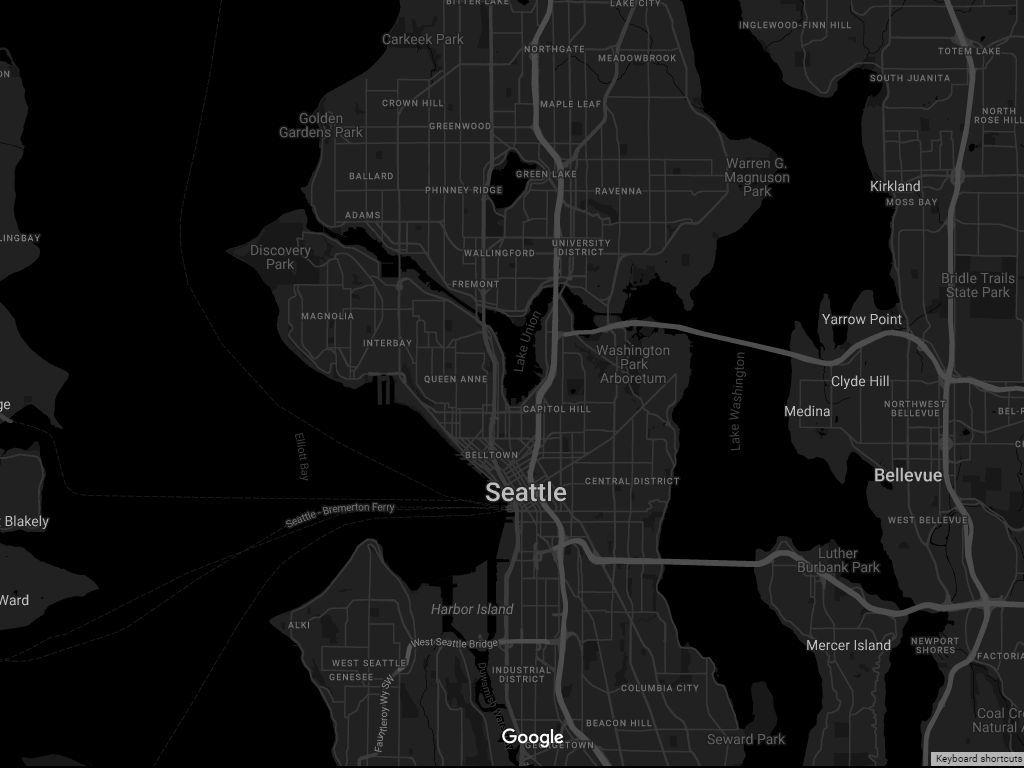 BITTER LAKE
LAKE CITY
INGLEWOOD-FINN HILL
Carkeek Park
NORTHGATE
MEADOWBROOK
TOTEM LAKE
ON
SOUTH JUANITA
CROWN HILL
MAPLE LEAF
NORTH
ROSE HILL
Golden
Gardens Park
GREENWOOD
Warren G.
Magnuson
Park
BALLARD
GREEN LAKE
PHINNEY RIDGE
RAVENNA
Kirkland
MOSS BAY
ADAMS
LINGBAY
Discovery
Park
WALLINGFORD
UNIVERSITY
DISTRICT
FREMONT
Bridle Trails
State Park
MAGNOLIA
Lake Union
Yarrow Point
INTERBAY
Washington
Park
Arboretum
QUEEN ANNE
Lake Washington
Clyde Hill
ge
CAPITOL HILL
Medina
NORTHWEST
BELLEVUE
BEL-R
Elliott Bay
BELLTOWN
CENTRAL DISTRICT
Bellevue
Seattle
Seattle - Bremerton Ferry
Blakely
WEST BELLEVUE
Luther
Burbank Park
Ward
Harbor Island
ALKI
West Seattle Bridge
Mercer Island
NEWPORT
SHORES
FACTORIA
WEST SEATTLE
GENESEE
INDUSTRIAL
DISTRICT
Duwamish Wat
Fauntleroy Wy SW
COLUMBIA CITY
BEACON HILL
Coal Cr
Natural A
Google
GEORGETOWN
Seward Park
Keyboard shortcuts